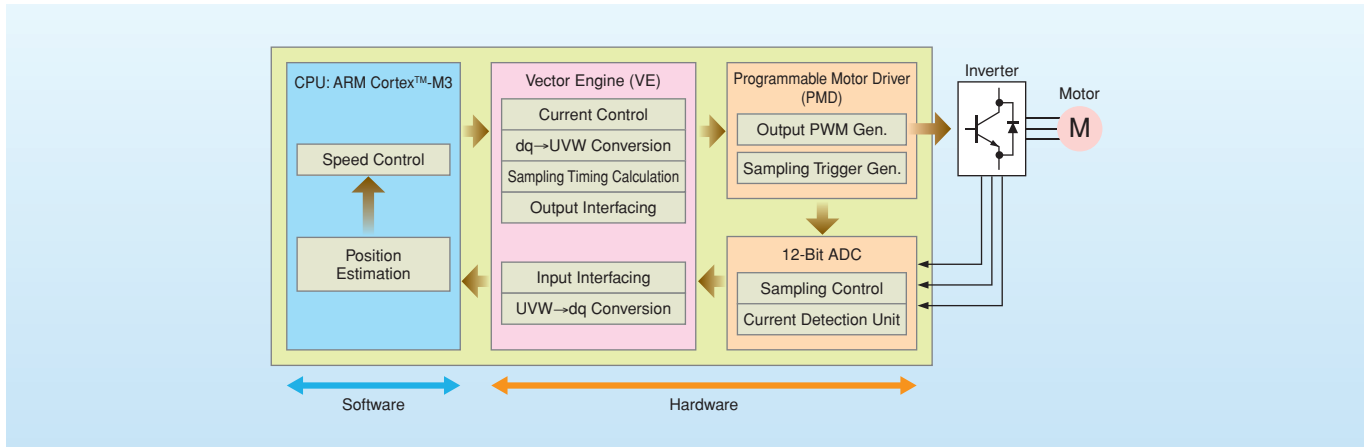 CPU: ARM Cortex™-M3
Speed Control
Position
Estimation
Vector Engine (VE)
Current Control
dq→UVW Conversion
Sampling Timing Calculation
Output Interfacing
Input Interfacing
UVW→dq Conversion
Programmable Motor Driver
(PMD)
Output PWM Gen.
Sampling Trigger Gen.
12-Bit ADC
Sampling Control
Current Detection Unit
Inverter
Motor
M
Software
Hardware